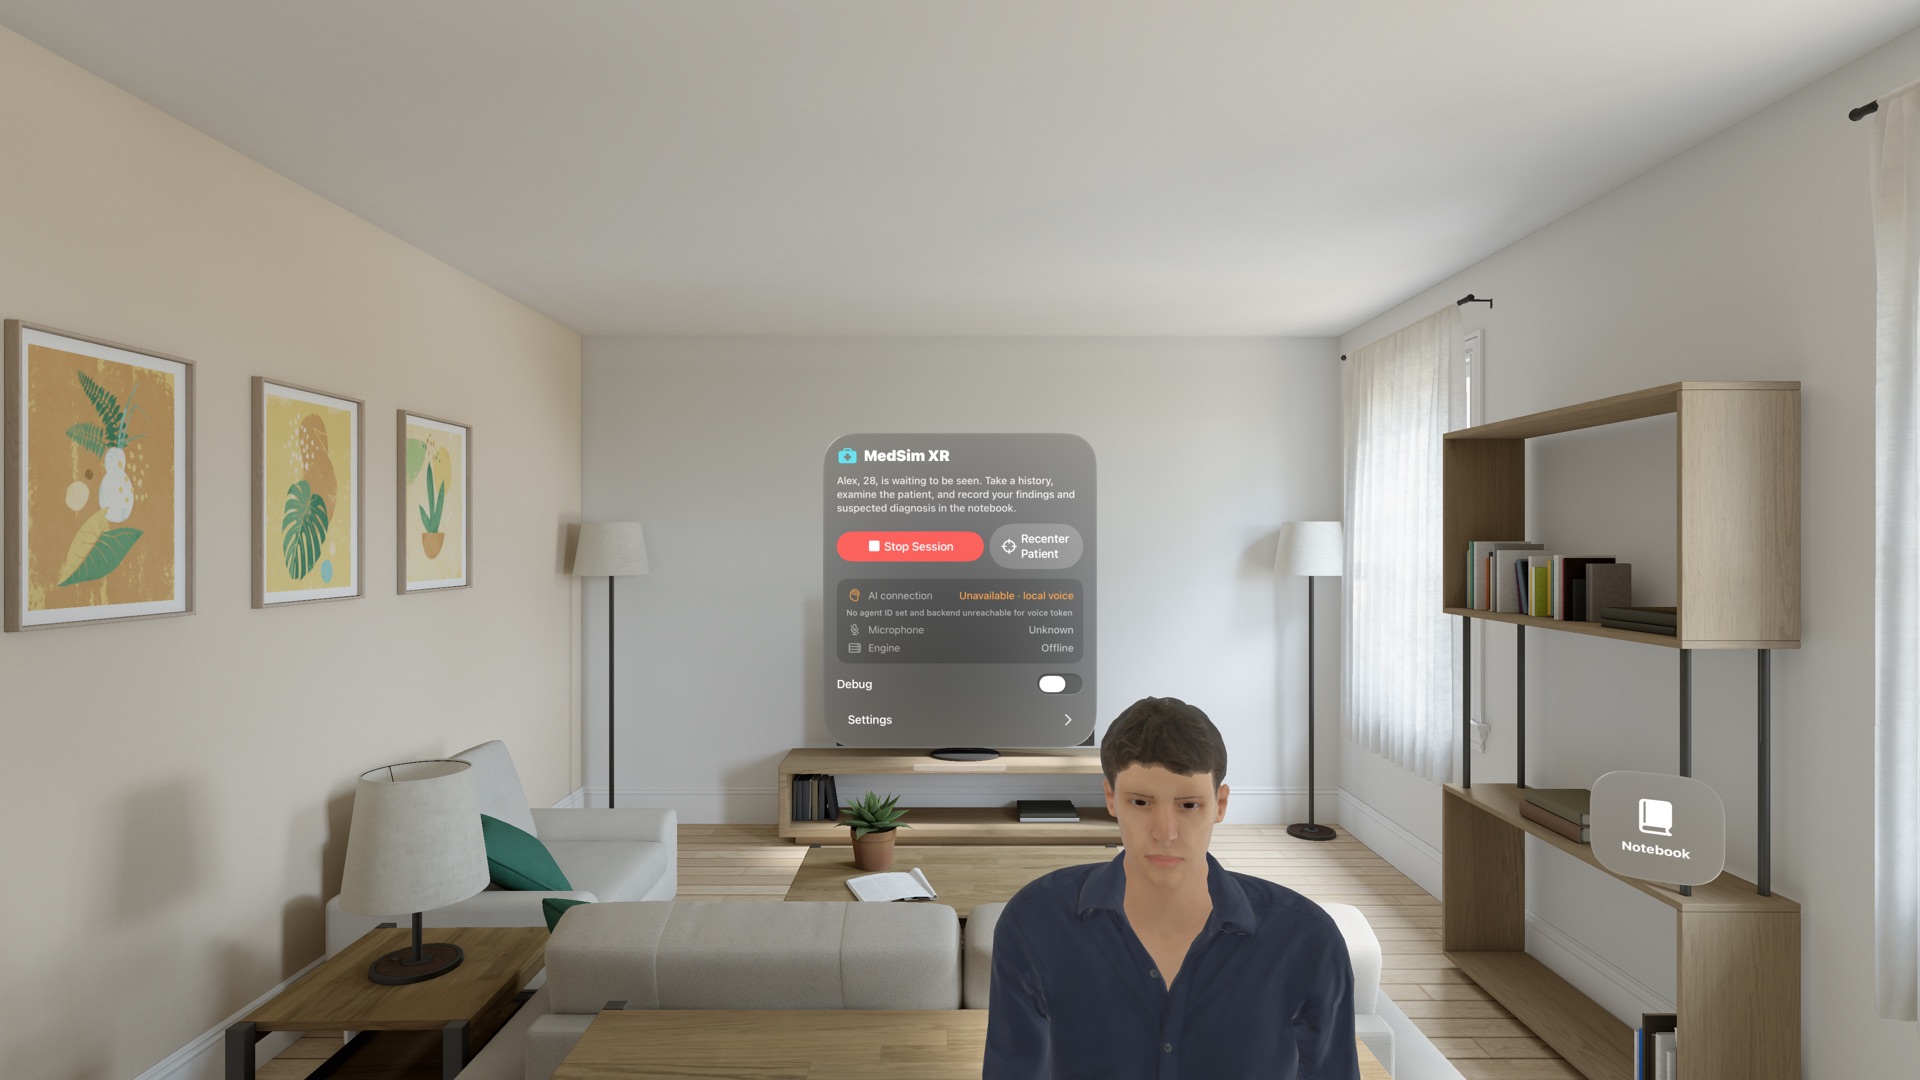 MedSim XR
Alex, 28, is waiting to be seen. Take a history,
examine the patient, and record your findings and
suspected diagnosis in the notebook.
Stop Session
Recenter
Patient
AI connection
Unavailable · local voice
No agent ID set and backend unreachable for voice token
Microphone
Unknown
Engine
Offline
Debug
Settings
Notebook